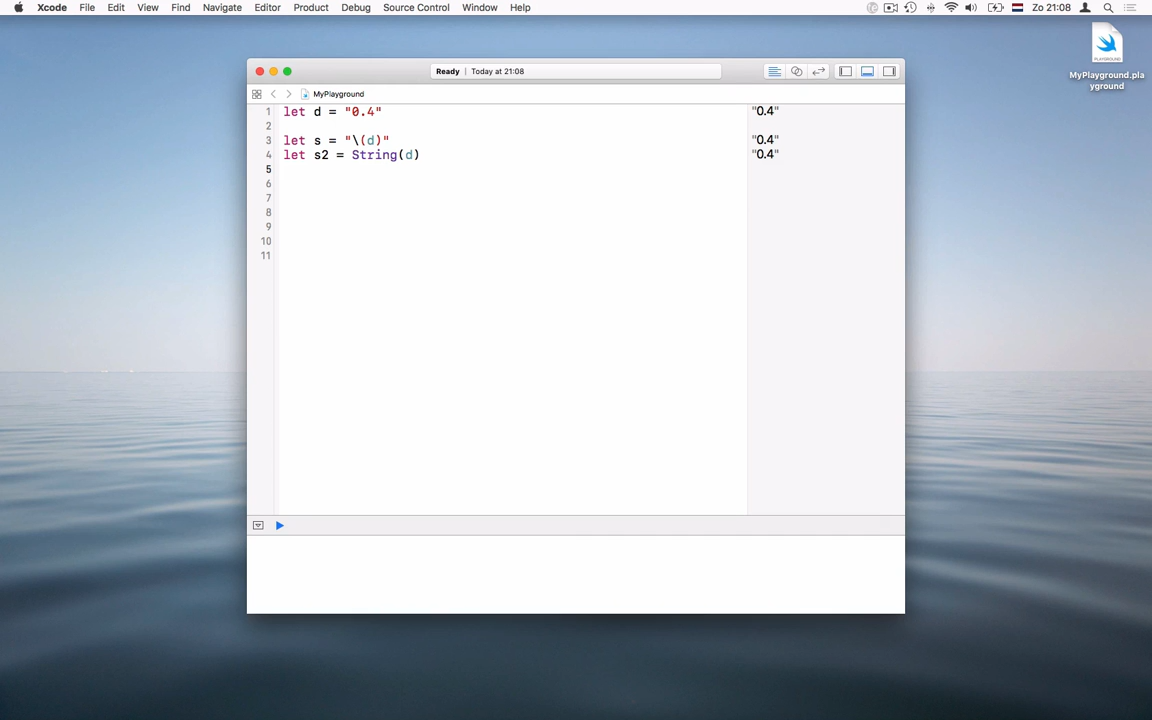 Xcode File Edit View Find Navigate Editor Product Debug Source Control Window Help Zo 21:08
PLAYGROUND
MyPlayground.pla
yground
Ready | Today at 21:08
MyPlayground
1 let d = "0.4" "0.4"
2
3 let s = "\(d)" "0.4"
4 let s2 = String(d) "0.4"
5
6
7
8
9
10
11